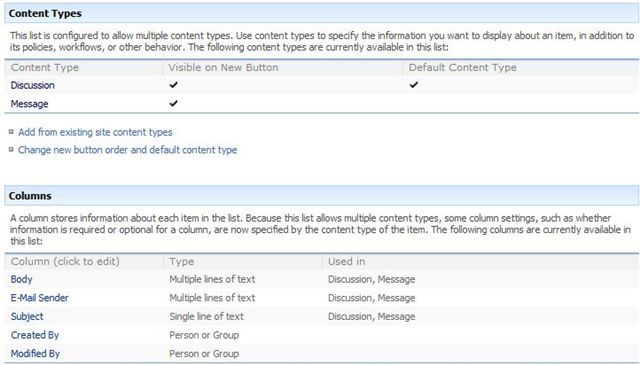 Content Types
This list is configured to allow multiple content types. Use content types to specify the information you want to display about an item, in addition to
its policies, workflows, or other behavior. The following content types are currently available in this list:
Content Type Visible on New Button Default Content Type
Discussion ✔ ✔
Message ✔
Add from existing site content types
Change new button order and default content type
Columns
A column stores information about each item in the list. Because this list allows multiple content types, some column settings, such as whether
information is required or optional for a column, are now specified by the content type of the item. The following columns are currently available in
this list:
Column (click to edit) Type Used in
Body Multiple lines of text Discussion, Message
E-Mail Sender Multiple lines of text Discussion, Message
Subject Single line of text Discussion, Message
Created By Person or Group
Modified By Person or Group